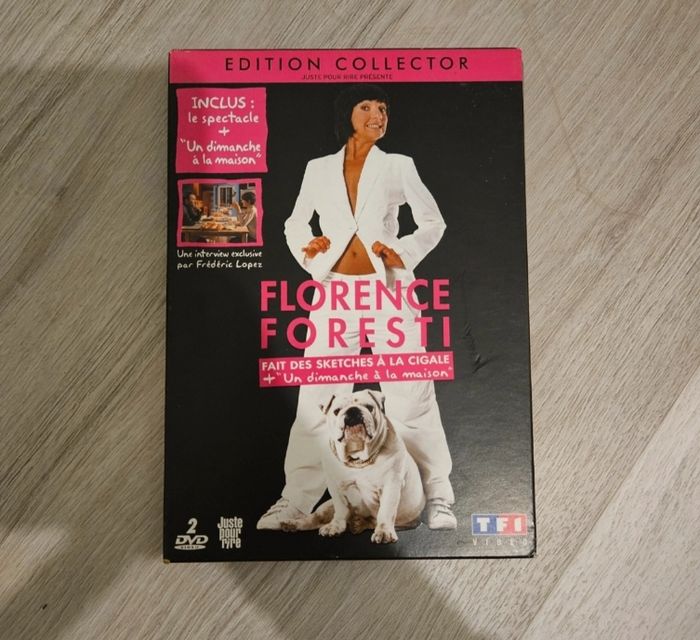 EDITION COLLECTOR
JUSTE POUR RIRE PRÉSENTE
INCLUS :
le spectacle
+
"Un dimanche
à la maison"
Une interview exclusive
par Frédéric Lopez
FLORENCE
FORESTI
FAIT DES SKETCHES À LA CIGALE
+ "Un dimanche à la maison"
2
DVD
VIDEO
Juste
pour
rire
TF1
VIDEO